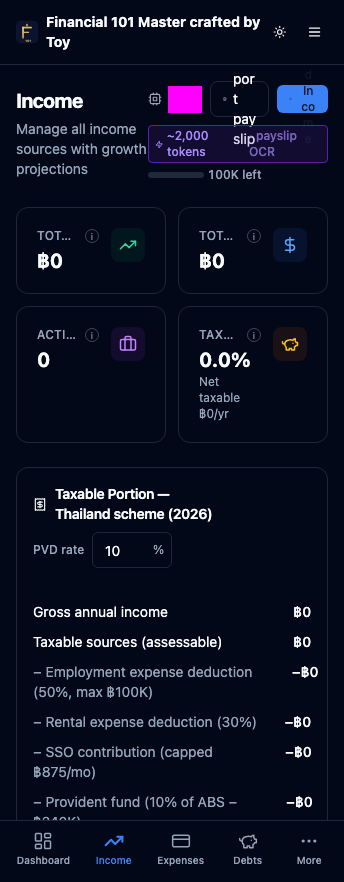 Financial 101 Master crafted by
Toy
Income
Manage all income
sources with growth
projections
por
t
pay
slip
In
co
~2,000
tokens
payslip
OCR
100K left
TOT...
฿0
TOT...
฿0
ACTI...
0
TAX...
0.0%
Net
taxable
฿0/yr
Taxable Portion —
Thailand scheme (2026)
PVD rate
10
%
Gross annual income
฿0
Taxable sources (assessable)
฿0
– Employment expense deduction
(50%, max ฿100K)
–฿0
– Rental expense deduction (30%)
–฿0
– SSO contribution (capped
฿875/mo)
–฿0
– Provident fund (10% of ABS –
–฿0
Dashboard
Income
Expenses
Debts
More